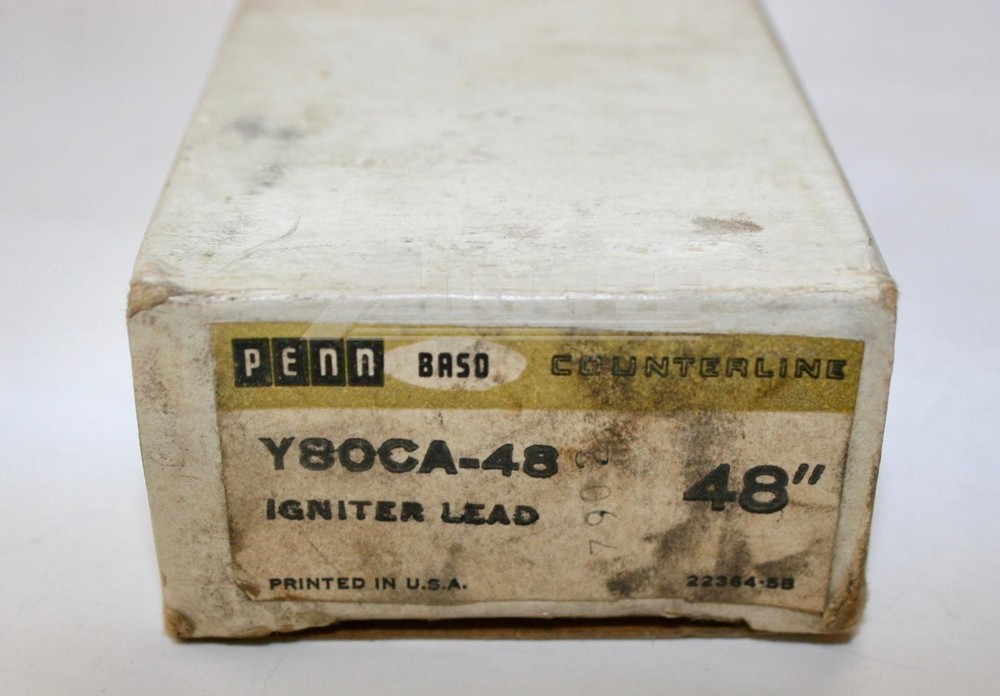 PENN BASO COUNTERLINE
Y80CA-48
48"
IGNITER LEAD
PRINTED IN U.S.A.
22364-5B